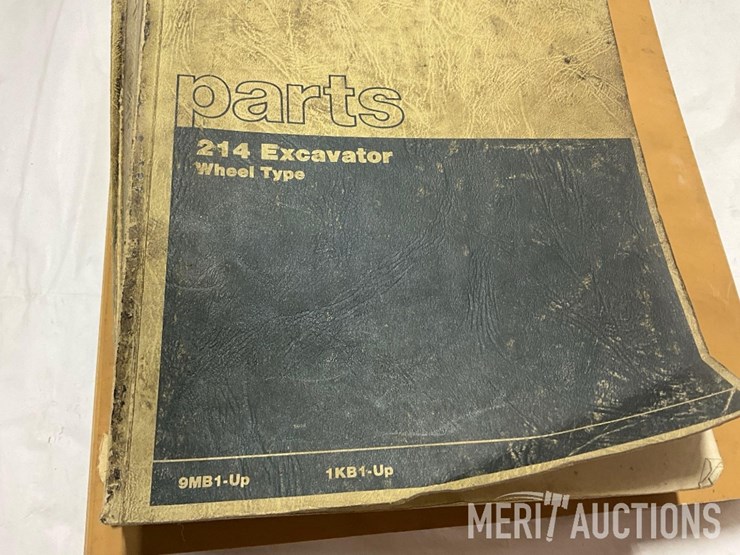 parts
214 Excavator
Wheel Type
9MB1-Up 1KB1-Up
MERIT AUCTIONS